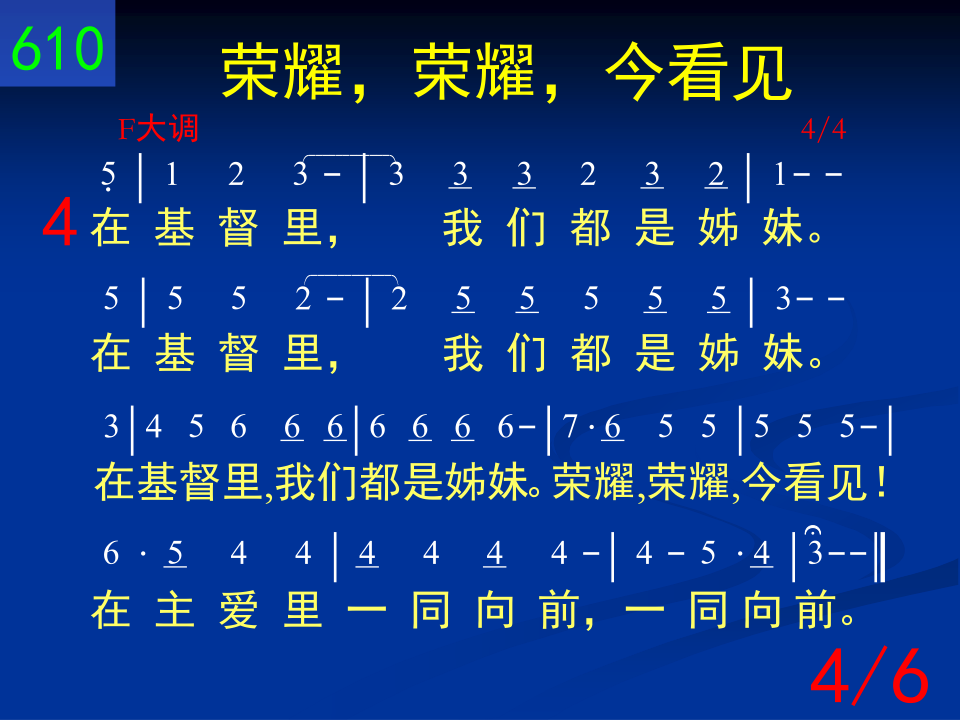 610
荣耀，荣耀，今看见
F大调 4/4
5 | 1 2 3 - | 3 3 3 2 3 2 | 1 - -
4 在基督里， 我们都是姊妹。
5 | 5 5 2 - | 2 5 5 5 5 5 | 3 - -
在基督里， 我们都是姊妹。
3 | 4 5 6 6 6 | 6 6 6 6 - | 7 · 6 5 5 | 5 5 5 - |
在基督里,我们都是姊妹。荣耀,荣耀,今看见！
6 · 5 4 4 | 4 4 4 4 - | 4 - 5 · 4 | 3 - - ‖
在主爱里一同向前，一同向前。
4/6